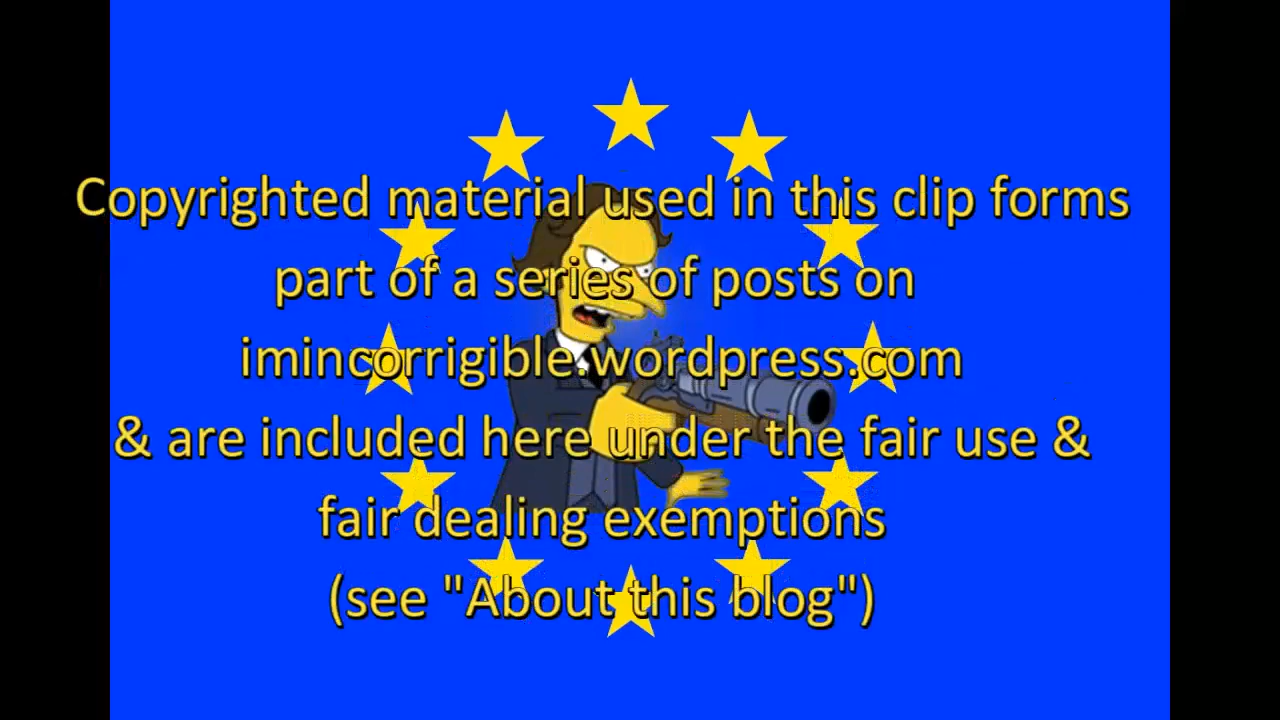 Copyrighted material used in this clip forms
part of a series of posts on
imincorrigible.wordpress.com
& are included here under the fair use &
fair dealing exemptions
(see "About this blog")